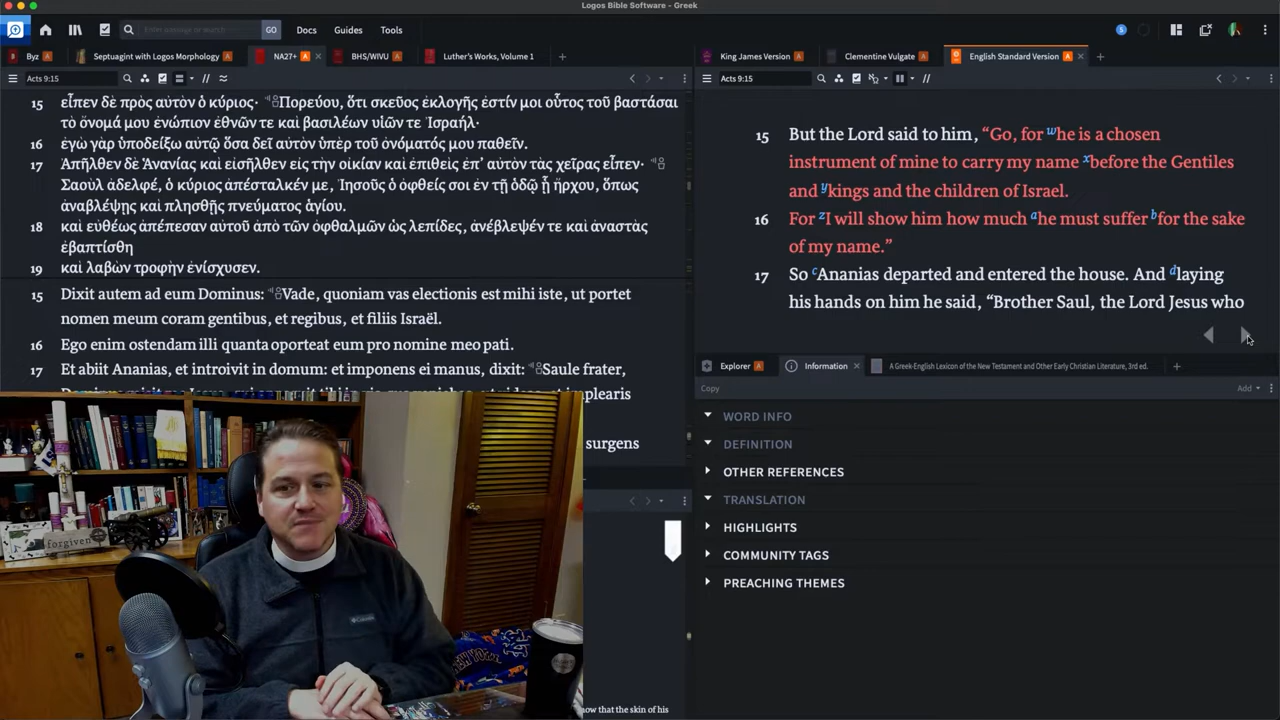 Logos Bible Software - Greek
GO
Docs
Guides
Tools
Byz A
Septuagint with Logos Morphology A
NA27+ A
BHS/WIVU A
Luther's Works, Volume 1
King James Version A
Clementine Vulgate A
English Standard Version A
Acts 9:15
Acts 9:15
15 εἶπεν δὲ πρὸς αὐτὸν ὁ κύριος· Πορεύου, ὅτι σκεῦος ἐκλογῆς ἐστίν μοι οὗτος τοῦ βαστάσαι
τὸ ὄνομά μου ἐνώπιον ἐθνῶν τε καὶ βασιλέων υἱῶν τε Ἰσραήλ·
16 ἐγὼ γὰρ ὑποδείξω αὐτῷ ὅσα δεῖ αὐτὸν ὑπὲρ τοῦ ὀνόματός μου παθεῖν.
17 Ἀπῆλθεν δὲ Ἁνανίας καὶ εἰσῆλθεν εἰς τὴν οἰκίαν καὶ ἐπιθεὶς ἐπ' αὐτὸν τὰς χεῖρας εἶπεν·
Σαοὺλ ἀδελφέ, ὁ κύριος ἀπέσταλκέν με, Ἰησοῦς ὁ ὀφθείς σοι ἐν τῇ ὁδῷ ᾗ ἤρχου, ὅπως
ἀναβλέψῃς καὶ πλησθῇς πνεύματος ἁγίου.
18 καὶ εὐθέως ἀπέπεσαν αὐτοῦ ἀπὸ τῶν ὀφθαλμῶν ὡς λεπίδες, ἀνέβλεψέν τε καὶ ἀναστὰς
ἐβαπτίσθη
19 καὶ λαβὼν τροφὴν ἐνίσχυσεν.
15 Dixit autem ad eum Dominus: Vade, quoniam vas electionis est mihi iste, ut portet
nomen meum coram gentibus, et regibus, et filiis Israël.
16 Ego enim ostendam illi quanta oporteat eum pro nomine meo pati.
17 Et abiit Ananias, et introivit in domum: et imponens ei manus, dixit: Saule frater,
implearis
surgens
now that the skin of his
15 But the Lord said to him, “Go, for w he is a chosen
instrument of mine to carry my name x before the Gentiles
and y kings and the children of Israel.
16 For z I will show him how much a he must suffer b for the sake
of my name.”
17 So c Ananias departed and entered the house. And d laying
his hands on him he said, “Brother Saul, the Lord Jesus who
Explorer A
Information
A Greek-English Lexicon of the New Testament and Other Early Christian Literature, 3rd ed.
Copy
Add
WORD INFO
DEFINITION
OTHER REFERENCES
TRANSLATION
HIGHLIGHTS
COMMUNITY TAGS
PREACHING THEMES
forgiven
Columbia